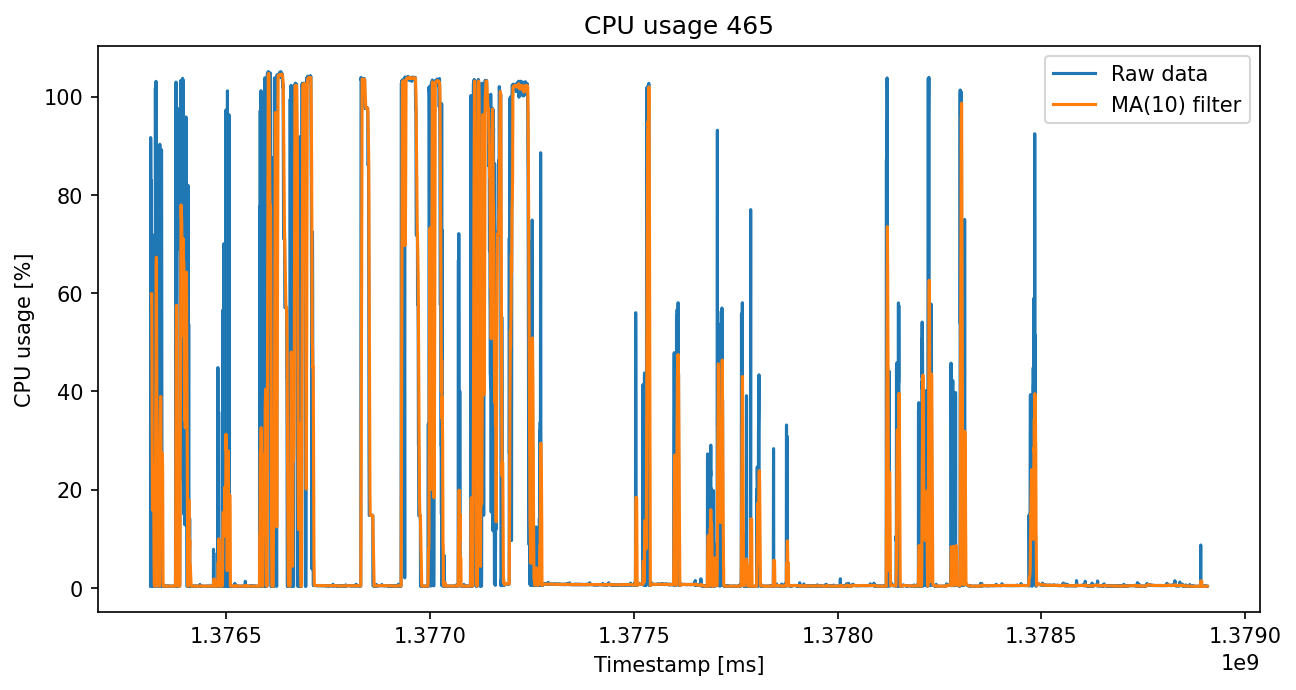 CPU usage 465
Raw data
MA(10) filter
CPU usage [%]
100
80
60
40
20
0
1.3765
1.3770
1.3775
1.3780
1.3785
1.3790
Timestamp [ms]
1e9